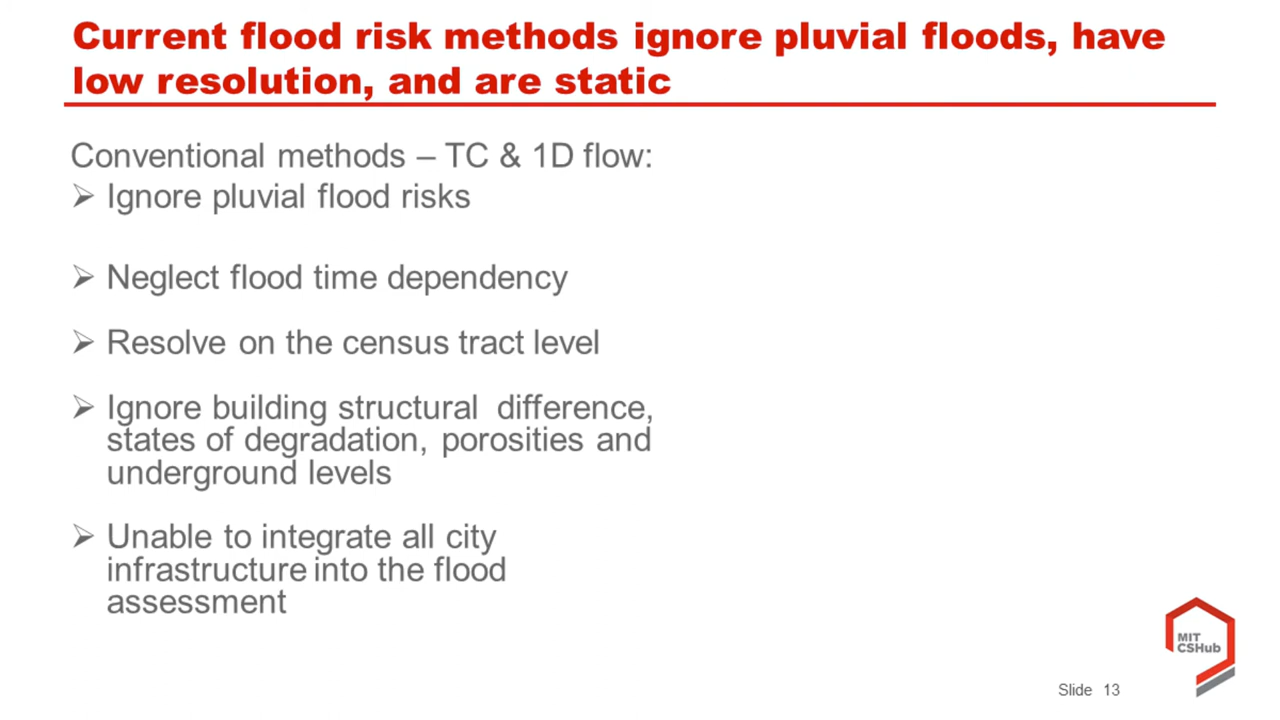 Current flood risk methods ignore pluvial floods, have
low resolution, and are static
Conventional methods – TC & 1D flow:
➢ Ignore pluvial flood risks
➢ Neglect flood time dependency
➢ Resolve on the census tract level
➢ Ignore building structural difference,
states of degradation, porosities and
underground levels
➢ Unable to integrate all city
infrastructure into the flood
assessment
MIT
CSHub
Slide 13